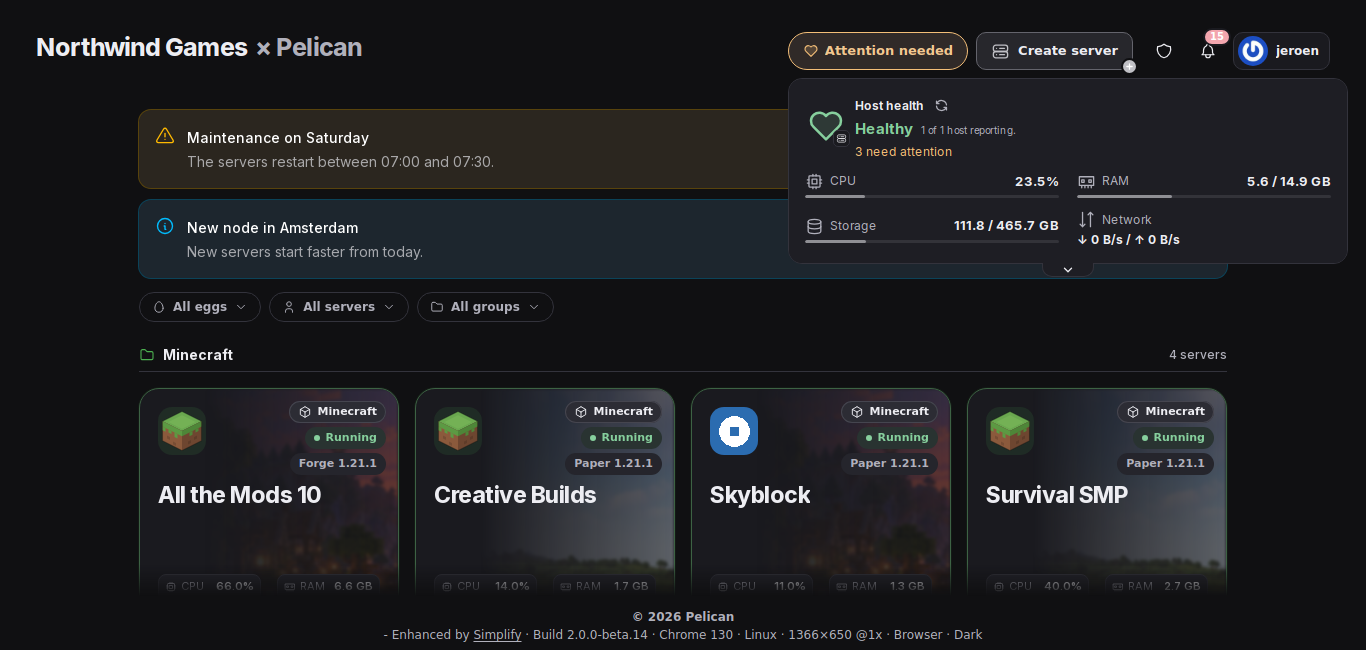 Northwind Games × Pelican
Attention needed
Create server
15
jeroen
Host health
Healthy 1 of 1 host reporting.
3 need attention
CPU 23.5%
RAM 5.6 / 14.9 GB
Storage 111.8 / 465.7 GB
Network
↓ 0 B/s / ↑ 0 B/s
Maintenance on Saturday
The servers restart between 07:00 and 07:30.
New node in Amsterdam
New servers start faster from today.
All eggs
All servers
All groups
Minecraft
4 servers
Minecraft
Running
Forge 1.21.1
All the Mods 10
CPU 66.0% RAM 6.6 GB
Minecraft
Running
Paper 1.21.1
Creative Builds
CPU 14.0% RAM 1.7 GB
Minecraft
Running
Paper 1.21.1
Skyblock
CPU 11.0% RAM 1.3 GB
Minecraft
Running
Paper 1.21.1
Survival SMP
CPU 40.0% RAM 2.7 GB
© 2026 Pelican
- Enhanced by Simplify · Build 2.0.0-beta.14 · Chrome 130 · Linux · 1366×650 @1x · Browser · Dark